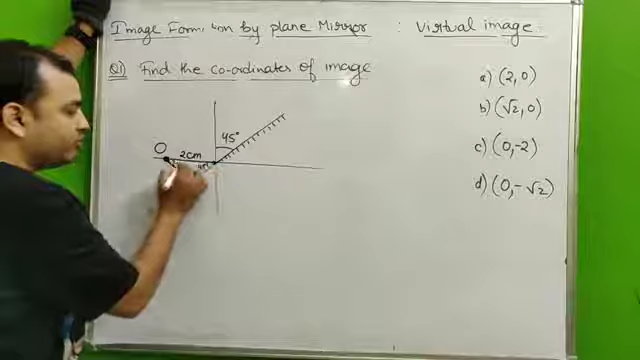 Image Form tion by plane Mirror : Virtual image
Q1) Find the co-ordinates of image
a) (2,0)
b) (√2,0)
c) (0,-2)
d) (0,-√2)
45°
O
2cm